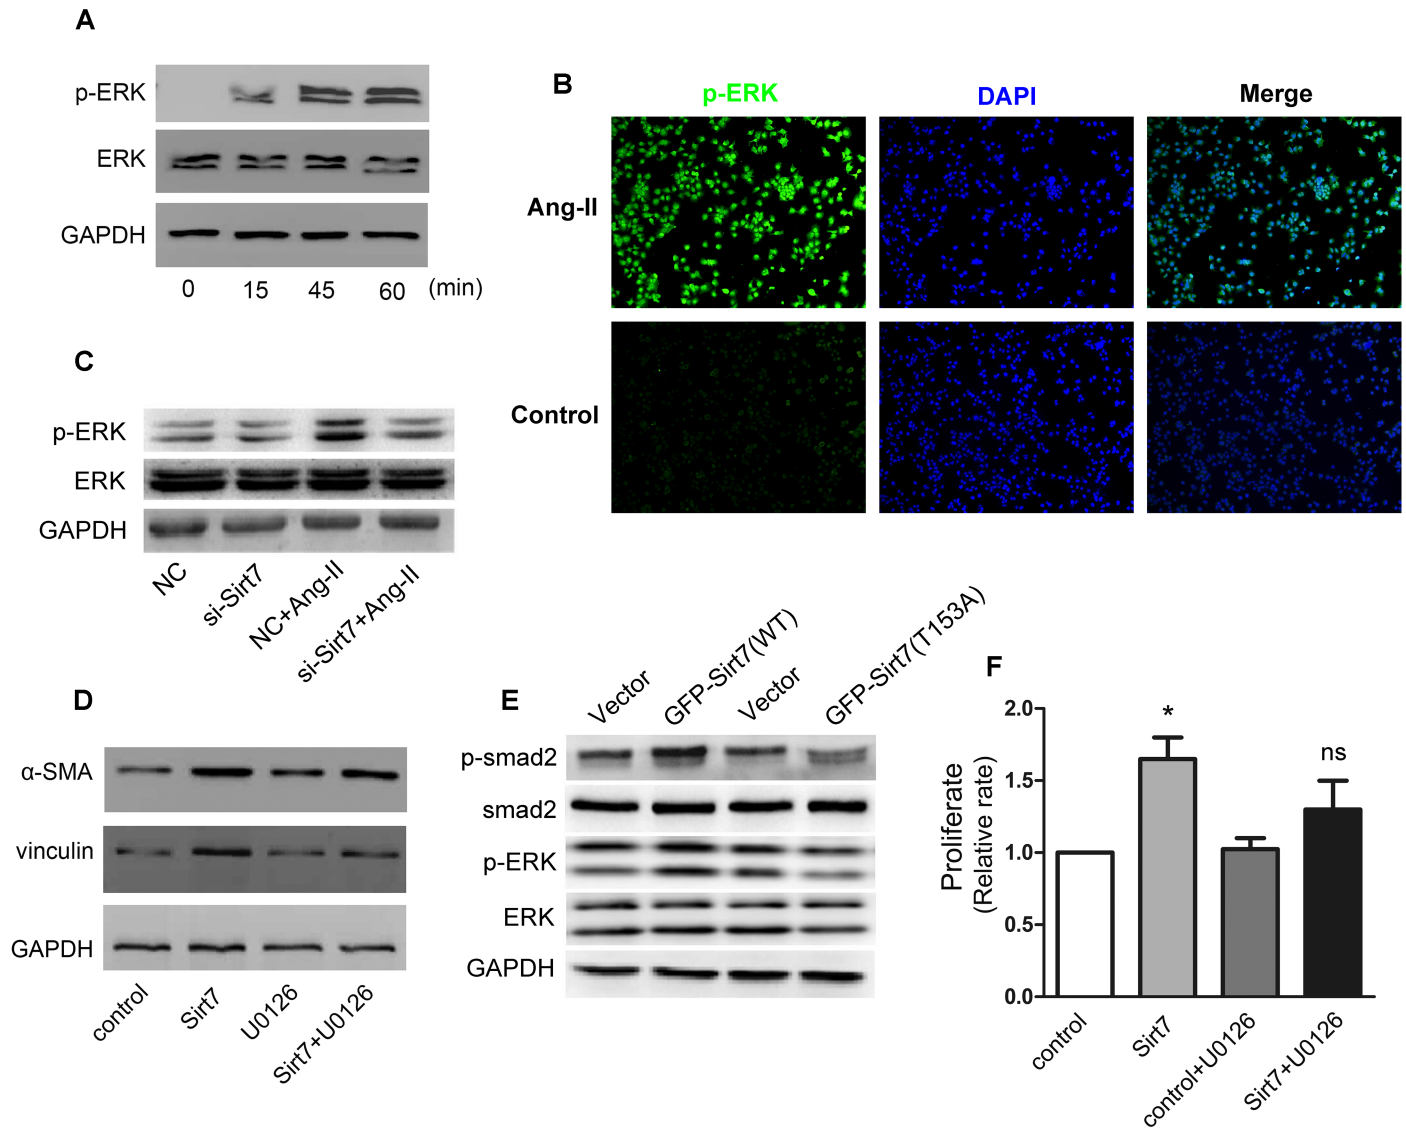 A
p-ERK
ERK
GAPDH
0 15 45 60 (min)
B
p-ERK DAPI Merge
Ang-II
Control
C
p-ERK
ERK
GAPDH
NC si-Sirt7 NC+Ang-II si-Sirt7+Ang-II
D
α-SMA
vinculin
GAPDH
control Sirt7 U0126 Sirt7+U0126
E
Vector GFP-Sirt7(WT) Vector GFP-Sirt7(T153A)
p-smad2
smad2
p-ERK
ERK
GAPDH
F
Proliferate
(Relative rate)
2.0
1.5
1.0
0.5
0.0
*
ns
control Sirt7 control+U0126 Sirt7+U0126